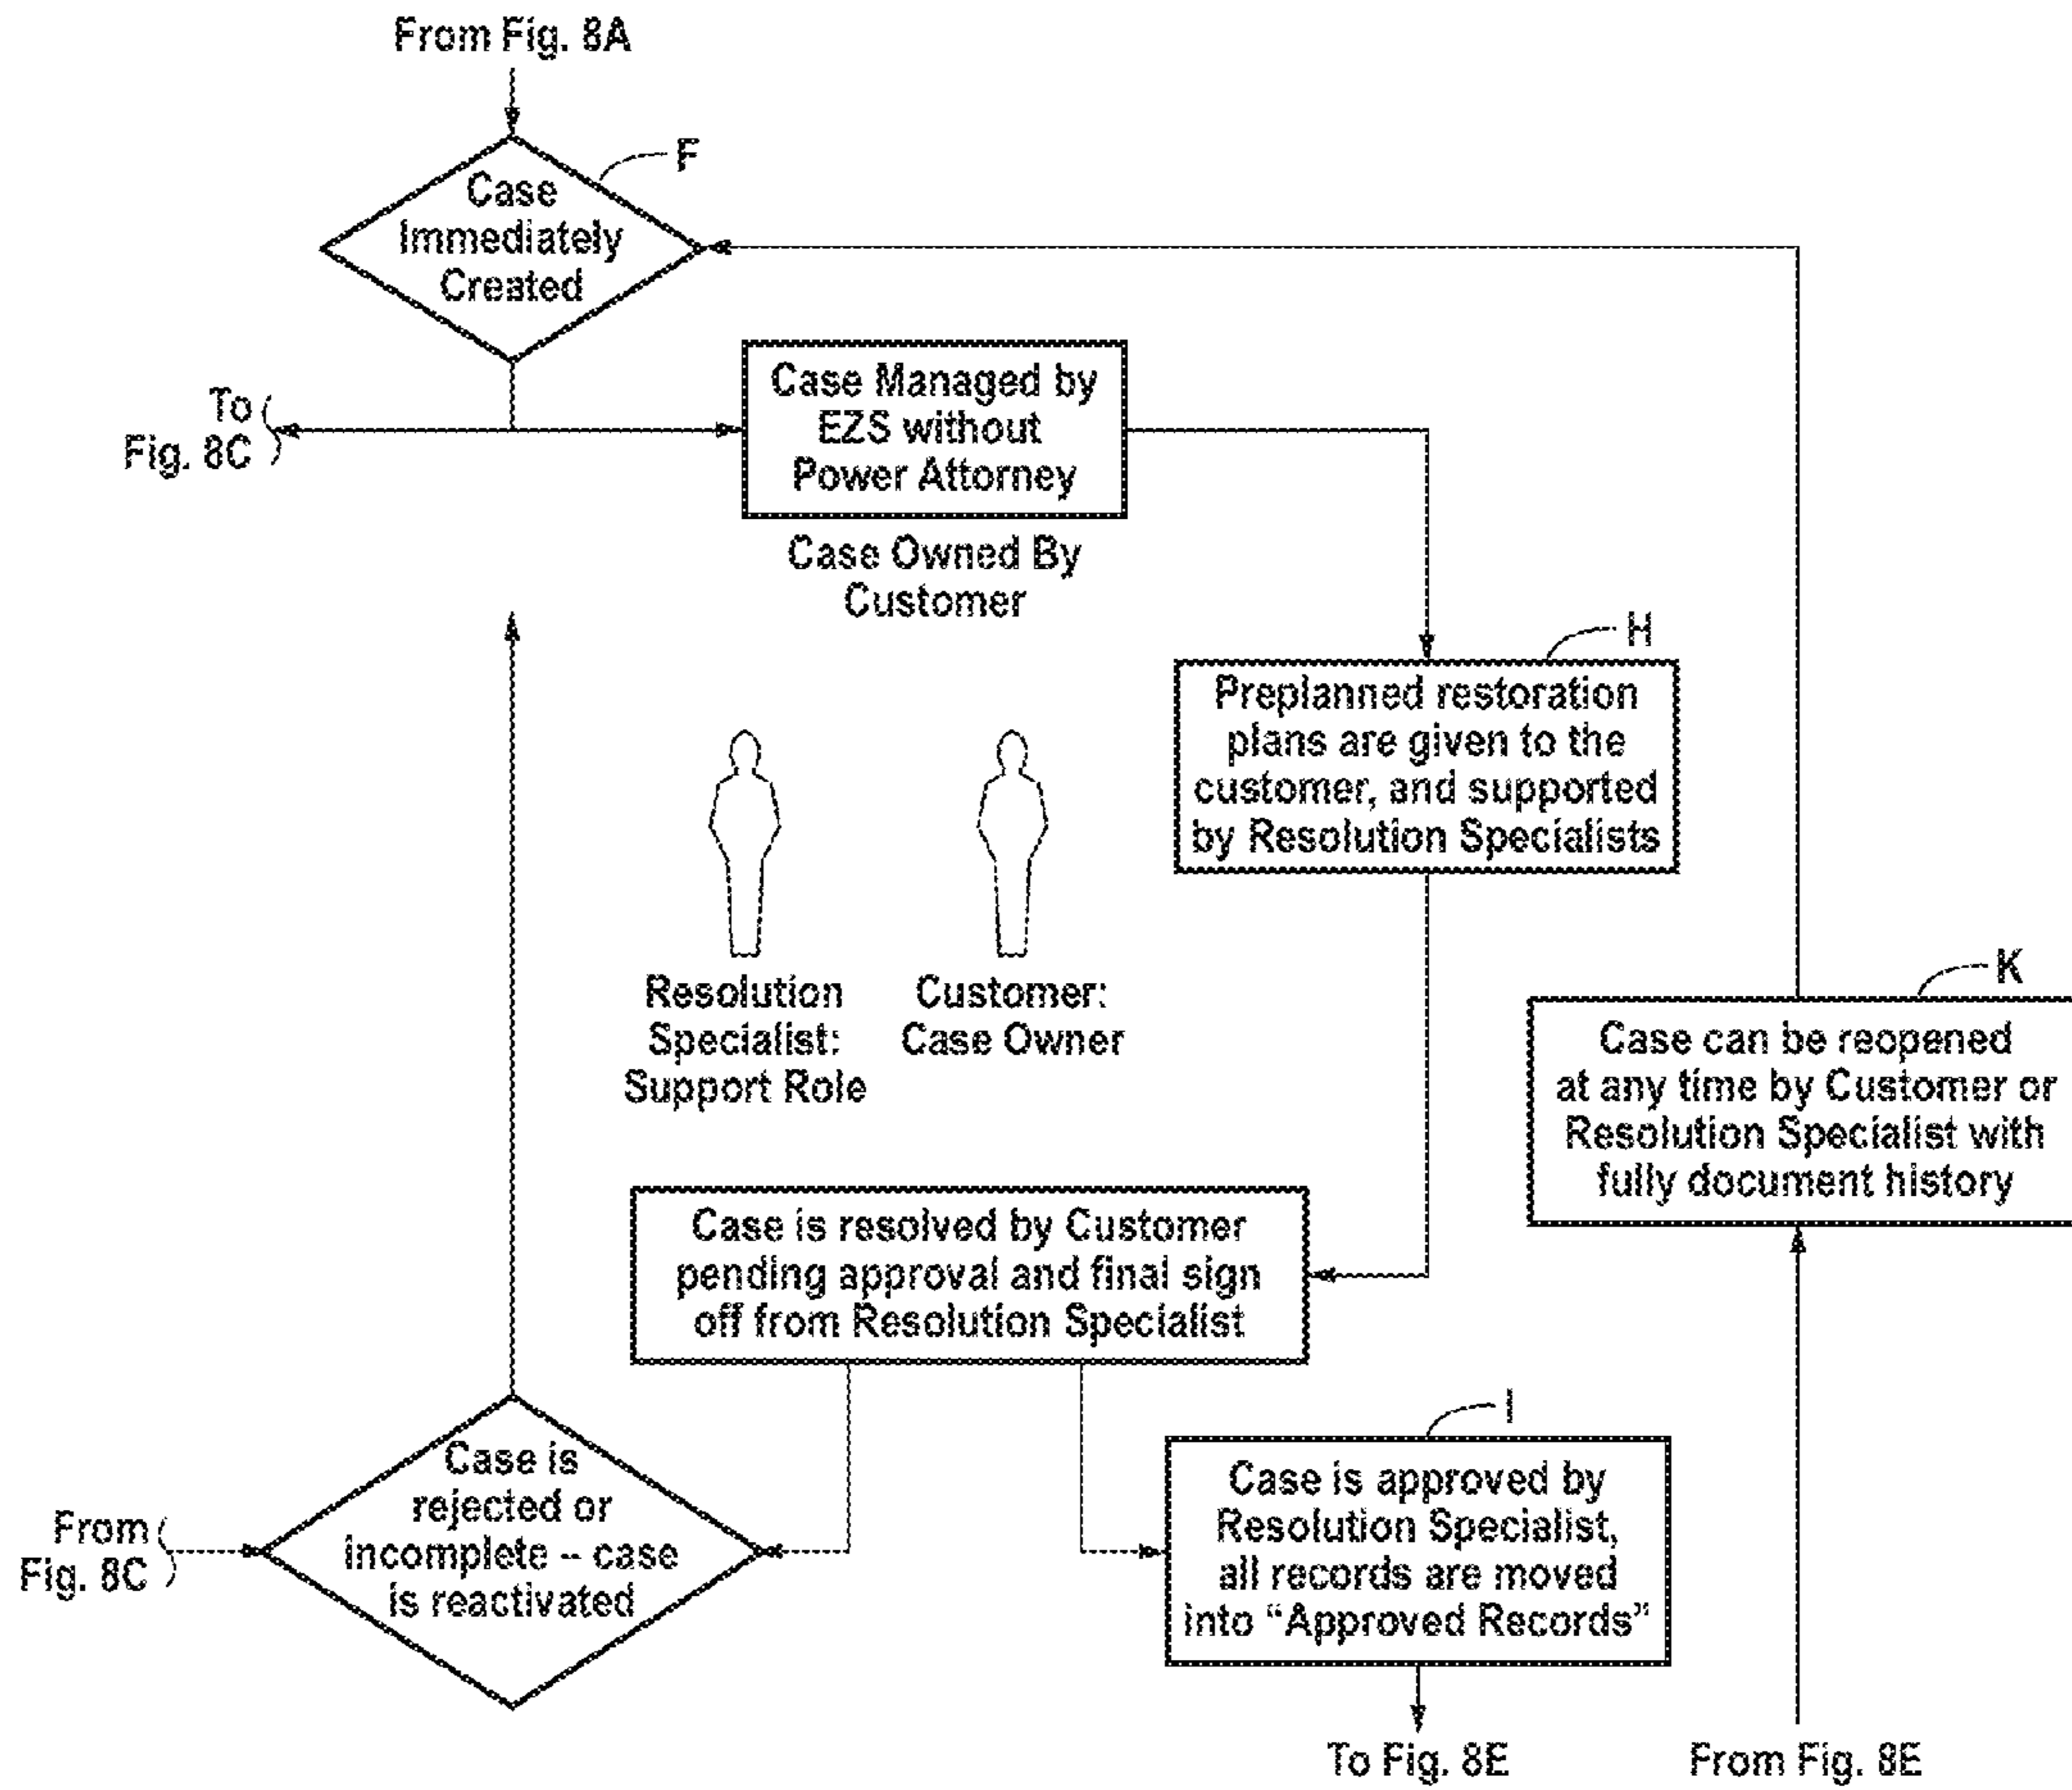 From Fig. 8A
F
Case
Immediately
Created
To
Fig. 8C
Case Managed by
EZS without
Power Attorney
Case Owned By
Customer
H
Preplanned restoration
plans are given to the
customer, and supported
by Resolution Specialists
Resolution
Specialist:
Support Role
Customer:
Case Owner
K
Case can be reopened
at any time by Customer or
Resolution Specialist with
fully document history
Case is resolved by Customer
pending approval and final sign
off from Resolution Specialist
From
Fig. 8C
Case is
rejected or
incomplete – case
is reactivated
I
Case is approved by
Resolution Specialist,
all records are moved
into “Approved Records”
To Fig. 8E
From Fig. 8E